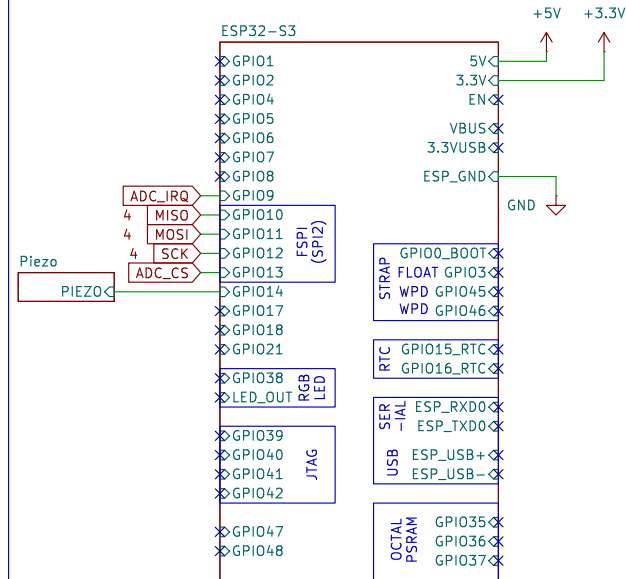 +5V
+3.3V
ESP32-S3
GPIO1
GPIO2
GPIO4
GPIO5
GPIO6
GPIO7
GPIO8
ADC_IRQ GPIO9
4 MISO GPIO10
4 MOSI GPIO11
4 SCK GPIO12
ADC_CS GPIO13
FSPI
(SPI2)
Piezo
PIEZO GPIO14
GPIO17
GPIO18
GPIO21
GPIO38
LED_OUT
RGB
LED
GPIO39
GPIO40
GPIO41
GPIO42
JTAG
GPIO47
GPIO48
5V
3.3V
EN
VBUS
3.3VUSB
ESP_GND
GND
STRAP
GPIO0_BOOT
FLOAT GPIO3
WPD GPIO45
WPD GPIO46
RTC
GPIO15_RTC
GPIO16_RTC
SER
-IAL
ESP_RXD0
ESP_TXD0
USB
ESP_USB+
ESP_USB-
OCTAL
PSRAM
GPIO35
GPIO36
GPIO37